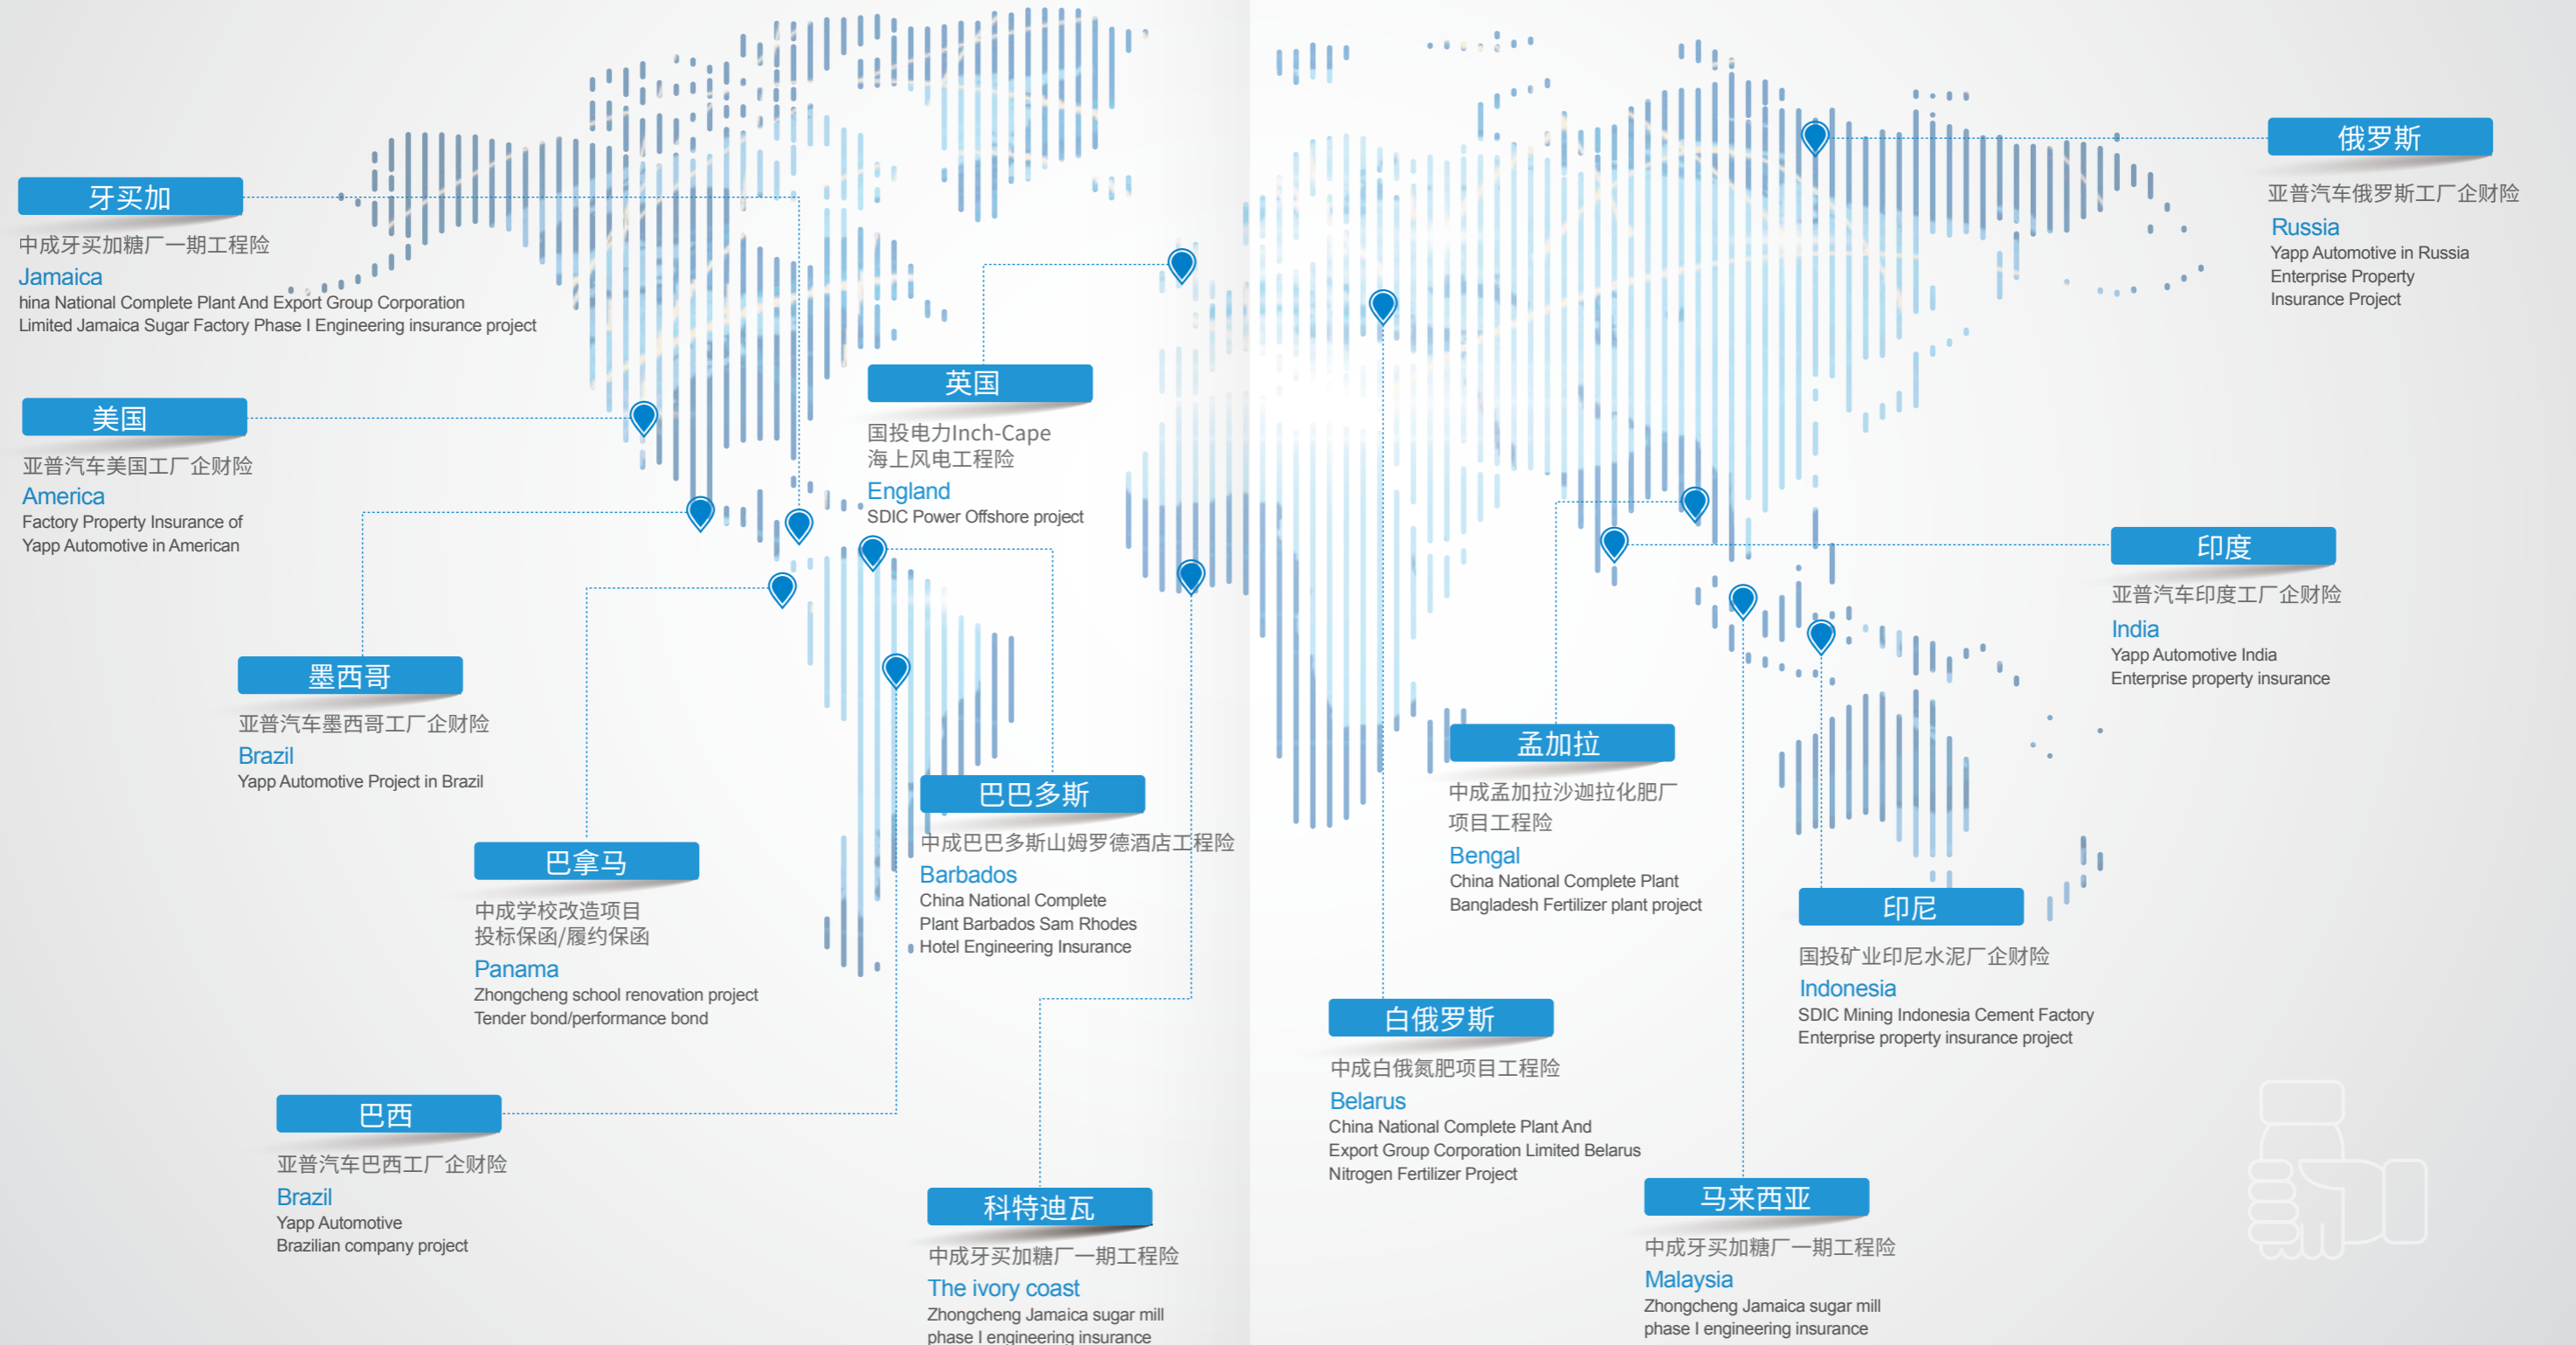 牙买加
中成牙买加糖厂一期工程险
Jamaica
hina National Complete Plant And Export Group Corporation
Limited Jamaica Sugar Factory Phase I Engineering insurance project
美国
亚普汽车美国工厂企财险
America
Factory Property Insurance of
Yapp Automotive in American
墨西哥
亚普汽车墨西哥工厂企财险
Brazil
Yapp Automotive Project in Brazil
巴拿马
中成学校改造项目
投标保函/履约保函
Panama
Zhongcheng school renovation project
Tender bond/performance bond
巴西
亚普汽车巴西工厂企财险
Brazil
Yapp Automotive
Brazilian company project
英国
国投电力Inch-Cape
海上风电工程险
England
SDIC Power Offshore project
巴巴多斯
中成巴巴多斯山姆罗德酒店工程险
Barbados
China National Complete
Plant Barbados Sam Rhodes
Hotel Engineering Insurance
科特迪瓦
中成牙买加糖厂一期工程险
The ivory coast
Zhongcheng Jamaica sugar mill
phase I engineering insurance
俄罗斯
亚普汽车俄罗斯工厂企财险
Russia
Yapp Automotive in Russia
Enterprise Property
Insurance Project
印度
亚普汽车印度工厂企财险
India
Yapp Automotive India
Enterprise property insurance
孟加拉
中成孟加拉沙迦拉化肥厂
项目工程险
Bengal
China National Complete Plant
Bangladesh Fertilizer plant project
印尼
国投矿业印尼水泥厂企财险
Indonesia
SDIC Mining Indonesia Cement Factory
Enterprise property insurance project
白俄罗斯
中成白俄氮肥项目工程险
Belarus
China National Complete Plant And
Export Group Corporation Limited Belarus
Nitrogen Fertilizer Project
马来西亚
中成牙买加糖厂一期工程险
Malaysia
Zhongcheng Jamaica sugar mill
phase I engineering insurance